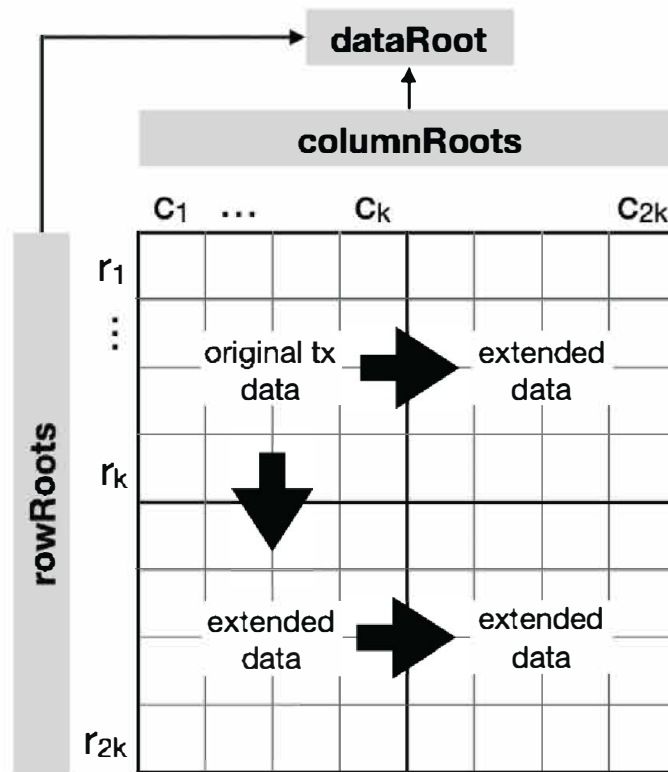 dataRoot
columnRoots
c1 ... ck c2k
r1
...
original tx
data
extended
data
rk
rowRoots
extended
data
extended
data
r2k